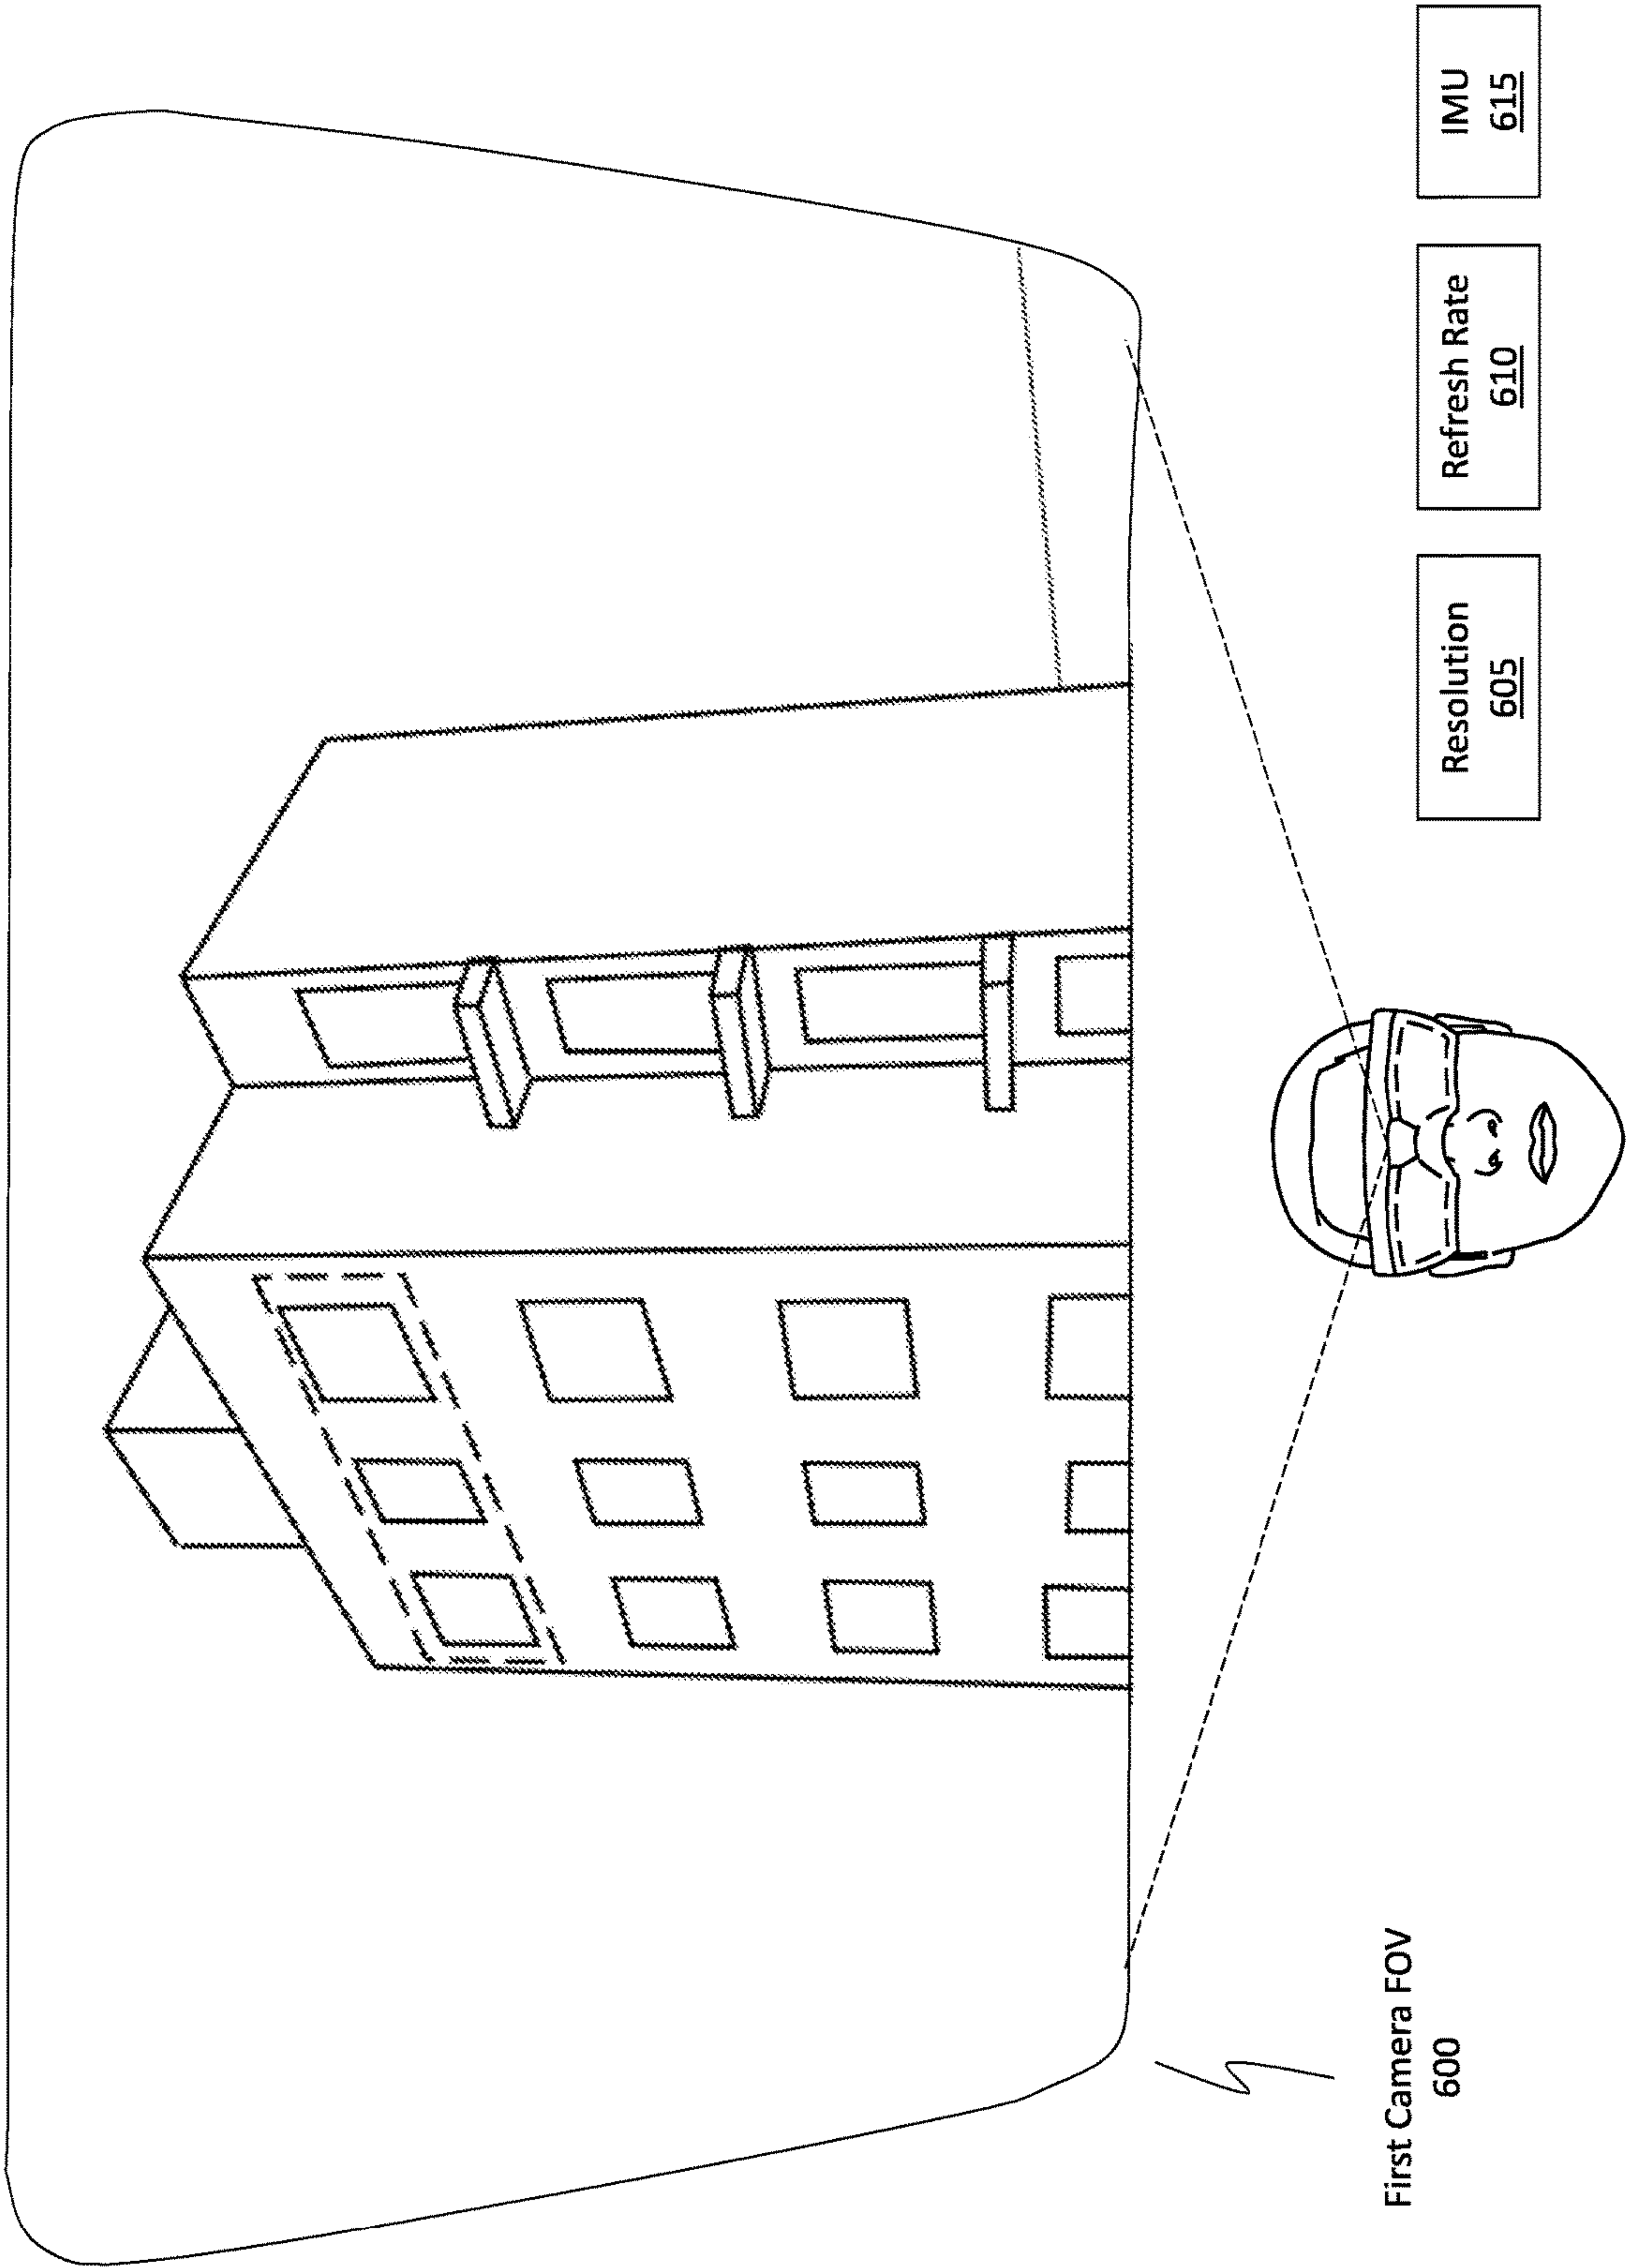 First Camera FOV
600
Resolution
605
Refresh Rate
610
IMU
615